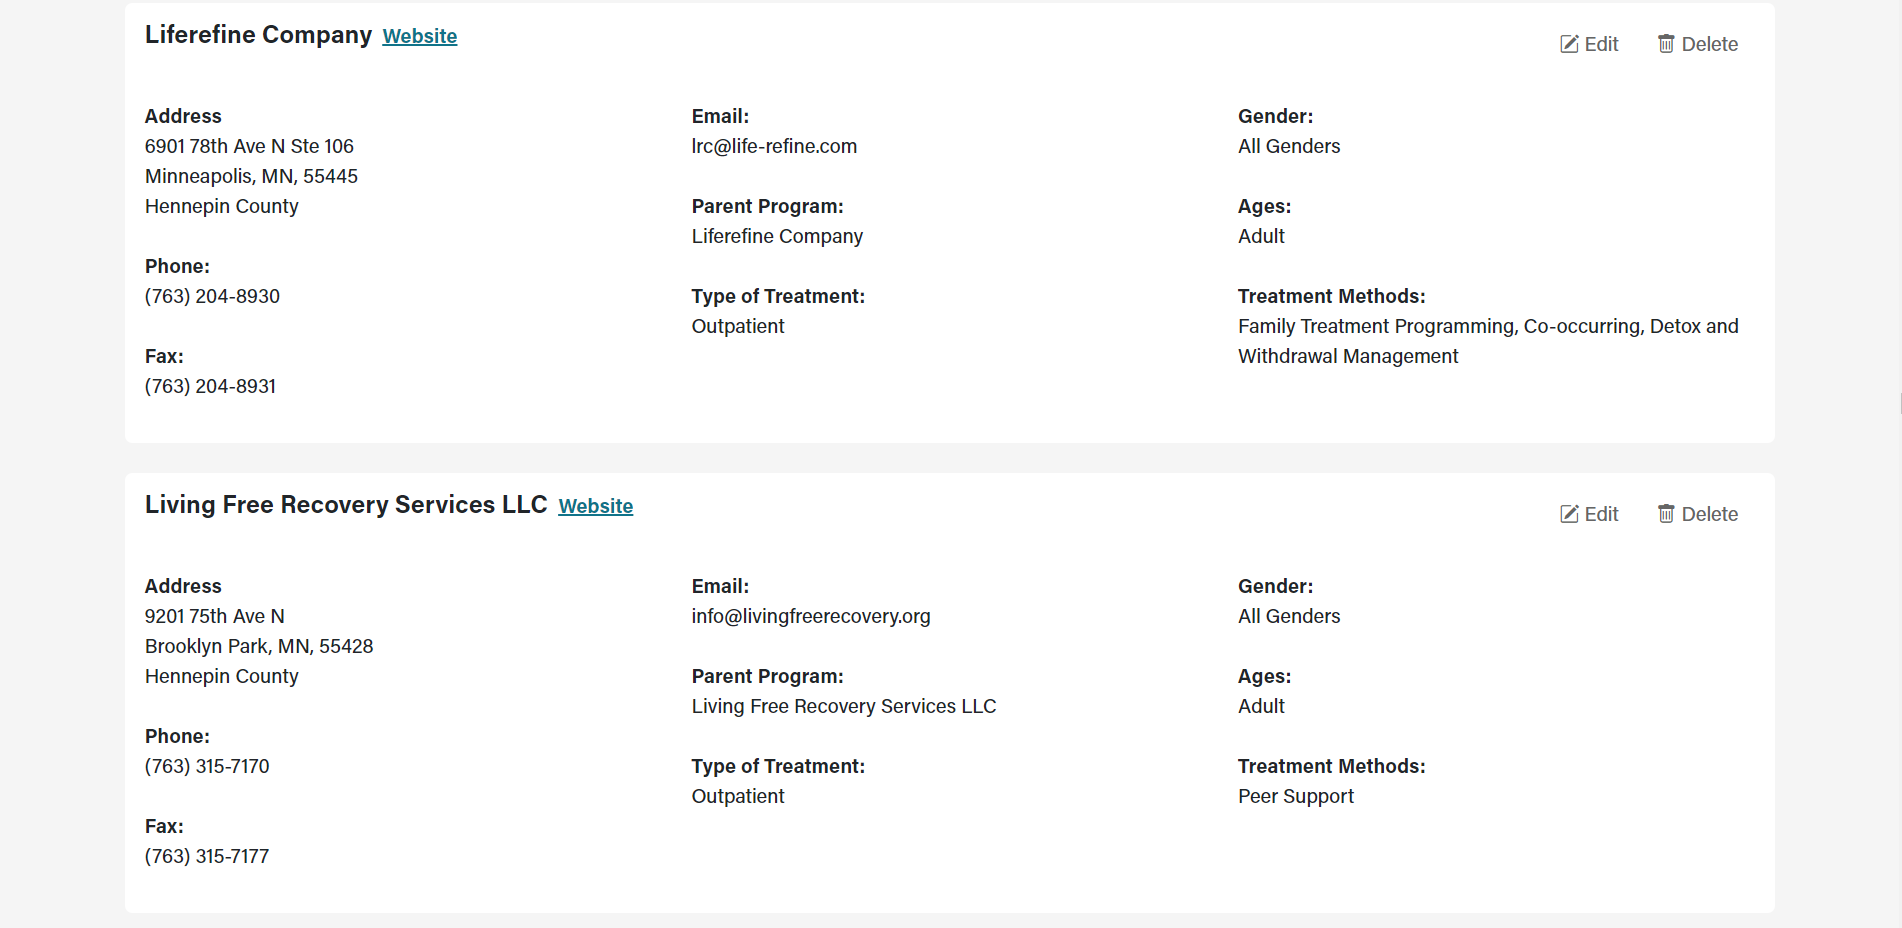 Liferefine Company Website
Edit Delete
Address
6901 78th Ave N Ste 106
Minneapolis, MN, 55445
Hennepin County
Phone:
(763) 204-8930
Fax:
(763) 204-8931
Email:
lrc@life-refine.com
Parent Program:
Liferefine Company
Type of Treatment:
Outpatient
Gender:
All Genders
Ages:
Adult
Treatment Methods:
Family Treatment Programming, Co-occurring, Detox and
Withdrawal Management
Living Free Recovery Services LLC Website
Edit Delete
Address
9201 75th Ave N
Brooklyn Park, MN, 55428
Hennepin County
Phone:
(763) 315-7170
Fax:
(763) 315-7177
Email:
info@livingfreerecovery.org
Parent Program:
Living Free Recovery Services LLC
Type of Treatment:
Outpatient
Gender:
All Genders
Ages:
Adult
Treatment Methods:
Peer Support